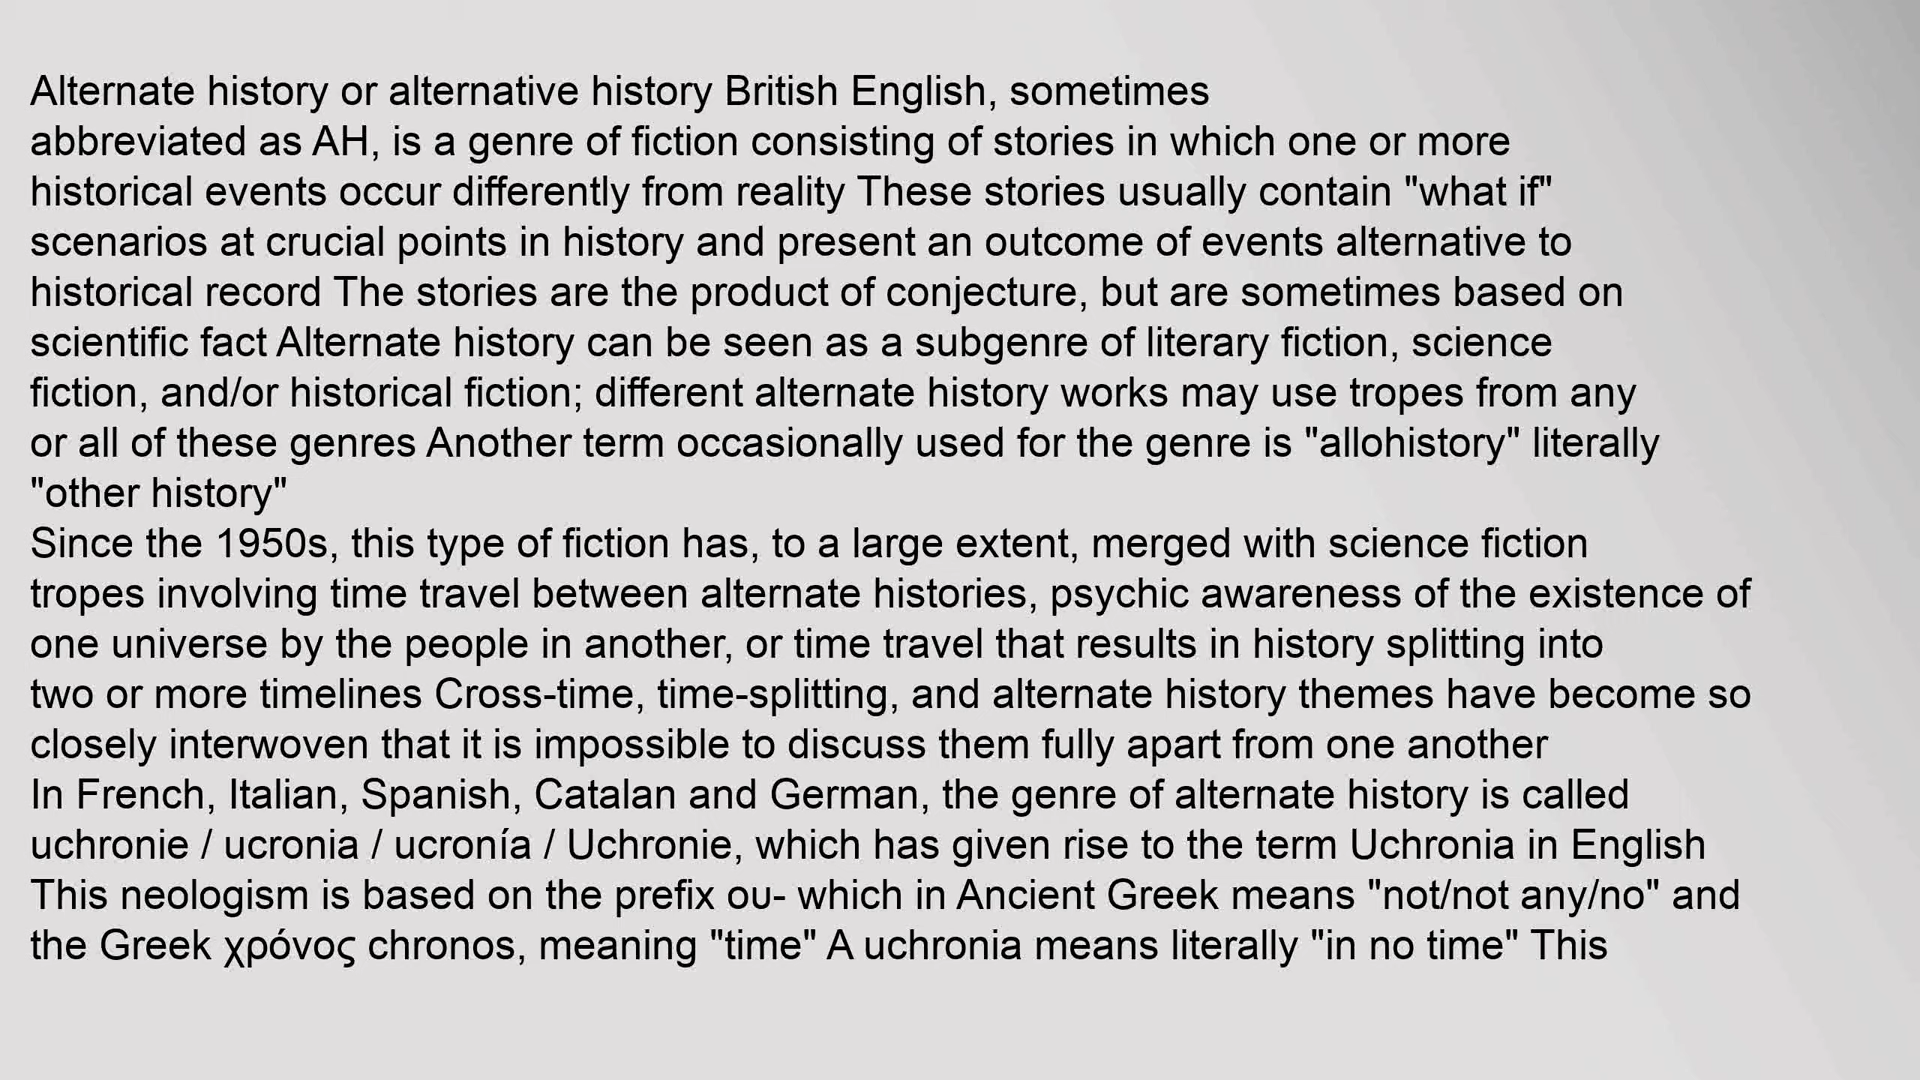 Alternate history or alternative history British English, sometimes
abbreviated as AH, is a genre of fiction consisting of stories in which one or more
historical events occur differently from reality These stories usually contain "what if"
scenarios at crucial points in history and present an outcome of events alternative to
historical record The stories are the product of conjecture, but are sometimes based on
scientific fact Alternate history can be seen as a subgenre of literary fiction, science
fiction, and/or historical fiction; different alternate history works may use tropes from any
or all of these genres Another term occasionally used for the genre is "allohistory" literally
"other history"
Since the 1950s, this type of fiction has, to a large extent, merged with science fiction
tropes involving time travel between alternate histories, psychic awareness of the existence of
one universe by the people in another, or time travel that results in history splitting into
two or more timelines Cross-time, time-splitting, and alternate history themes have become so
closely interwoven that it is impossible to discuss them fully apart from one another
In French, Italian, Spanish, Catalan and German, the genre of alternate history is called
uchronie / ucronia / ucronía / Uchronie, which has given rise to the term Uchronia in English
This neologism is based on the prefix ou- which in Ancient Greek means "not/not any/no" and
the Greek χρόνος chronos, meaning "time" A uchronia means literally "in no time" This